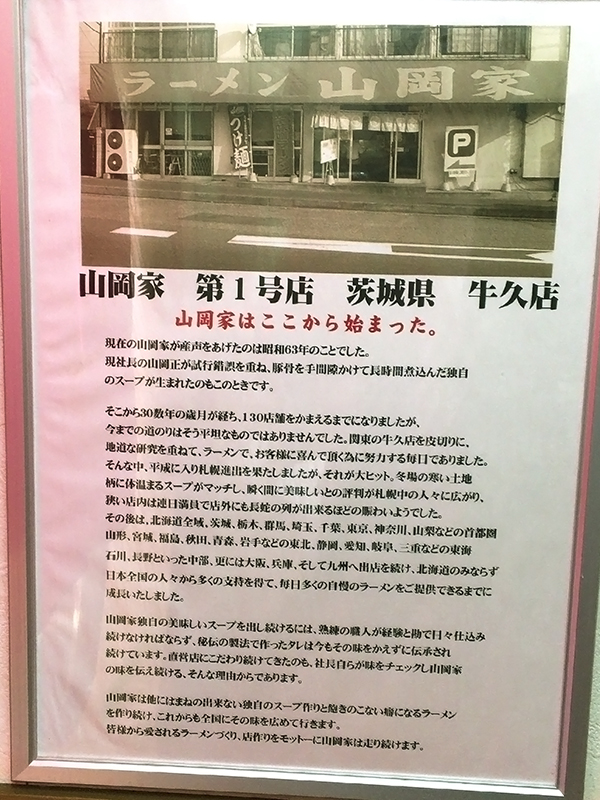 ラーメン 山岡家
つけ麺
P
山岡家 第1号店 茨城県 牛久店
山岡家はここから始まった。
現在の山岡家が産声をあげたのは昭和63年のことでした。
現社長の山岡正が試行錯誤を重ね、豚骨を手間隙かけて長時間煮込んだ独自
のスープが生まれたのもこのときです。
そこから30数年の歳月が経ち、130店舗をかまえるまでになりましたが、
今までの道のりはそう平坦なものではありませんでした。関東の牛久店を皮切りに、
地道な研究を重ねて、ラーメンで、お客様に喜んで頂く為に努力する毎日でありました。
そんな中、平成に入り札幌進出を果たしましたが、それが大ヒット。冬場の寒い土地
柄に体温まるスープがマッチし、瞬く間に美味しいとの評判が札幌中の人々に広がり、
狭い店内は連日満員で店外にも長蛇の列が出来るほどの賑わいようでした。
その後は、北海道全域、茨城、栃木、群馬、埼玉、千葉、東京、神奈川、山梨などの首都圏
山形、宮城、福島、秋田、青森、岩手などの東北、静岡、愛知、岐阜、三重などの東海
石川、長野といった中部、更には大阪、兵庫、そして九州へ出店を続け、北海道のみならず
日本全国の人々から多くの支持を得て、毎日多くの自慢のラーメンをご提供できるまでに
成長いたしました。
山岡家独自の美味しいスープを出し続けるには、熟練の職人が経験と勘で日々仕込み
続けなければならず、秘伝の製法で作ったタレは今もその味をかえずに伝承され
続けています。直営店にこだわり続けてきたのも、社長自らが味をチェックし山岡家
の味を伝え続ける、そんな理由からであります。
山岡家は他にはまねの出来ない独自のスープ作りと飽きのこない癖になるラーメン
を作り続け、これからも全国にその味を広めて行きます。
皆様から愛されるラーメンづくり、店作りをモットーに山岡家は走り続けます。